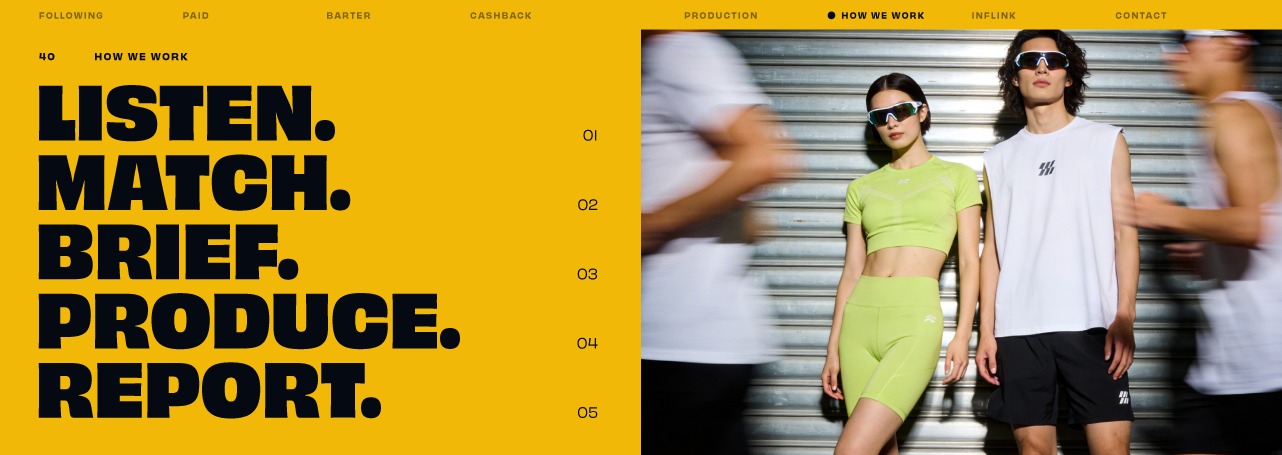 FOLLOWING PAID BARTER CASHBACK PRODUCTION HOW WE WORK INFLINK CONTACT
40 HOW WE WORK
LISTEN. 01
MATCH. 02
BRIEF. 03
PRODUCE. 04
REPORT. 05